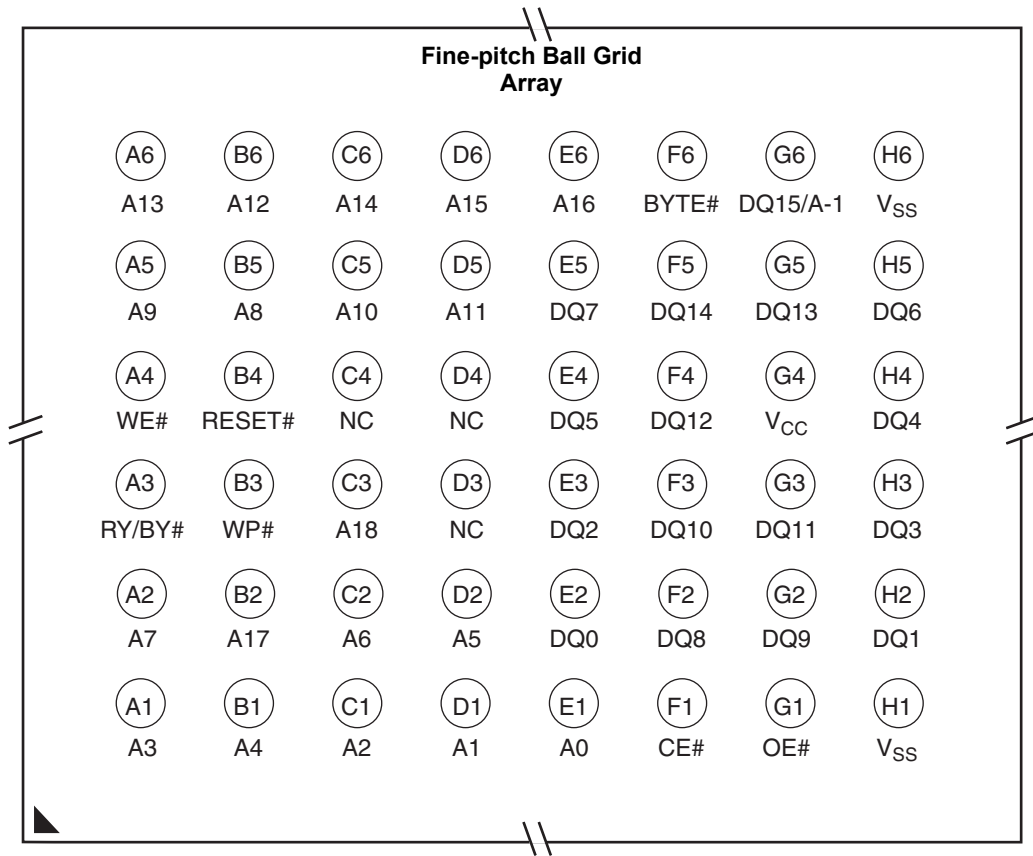 Fine-pitch Ball Grid
Array
A6 B6 C6 D6 E6 F6 G6 H6
A13 A12 A14 A15 A16 BYTE# DQ15/A-1 VSS
A5 B5 C5 D5 E5 F5 G5 H5
A9 A8 A10 A11 DQ7 DQ14 DQ13 DQ6
A4 B4 C4 D4 E4 F4 G4 H4
WE# RESET# NC NC DQ5 DQ12 VCC DQ4
A3 B3 C3 D3 E3 F3 G3 H3
RY/BY# WP# A18 NC DQ2 DQ10 DQ11 DQ3
A2 B2 C2 D2 E2 F2 G2 H2
A7 A17 A6 A5 DQ0 DQ8 DQ9 DQ1
A1 B1 C1 D1 E1 F1 G1 H1
A3 A4 A2 A1 A0 CE# OE# VSS